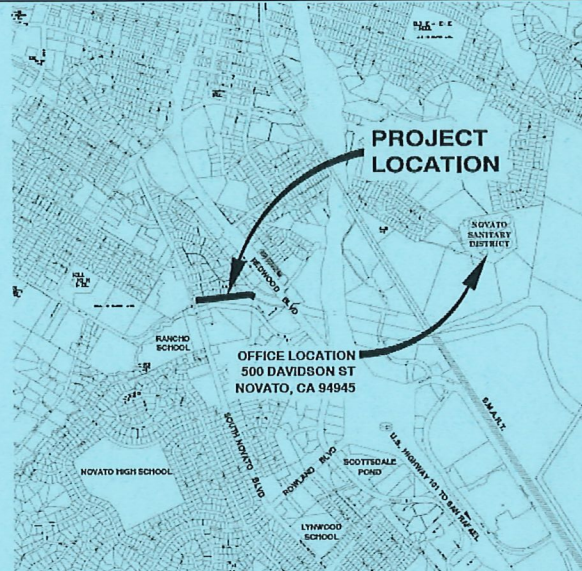 PROJECT
LOCATION
NOVATO
SANITARY
DISTRICT
REDWOOD BLVD
RANCHO
SCHOOL
OFFICE LOCATION
500 DAVIDSON ST
NOVATO, CA 94945
S.M.A.R.T.
SOUTH NOVATO BLVD
ROWLAND BLVD
SCOTTSDALE
POND
U.S. HIGHWAY 101 TO SAN RAFAEL
NOVATO HIGH SCHOOL
LYNWOOD
SCHOOL